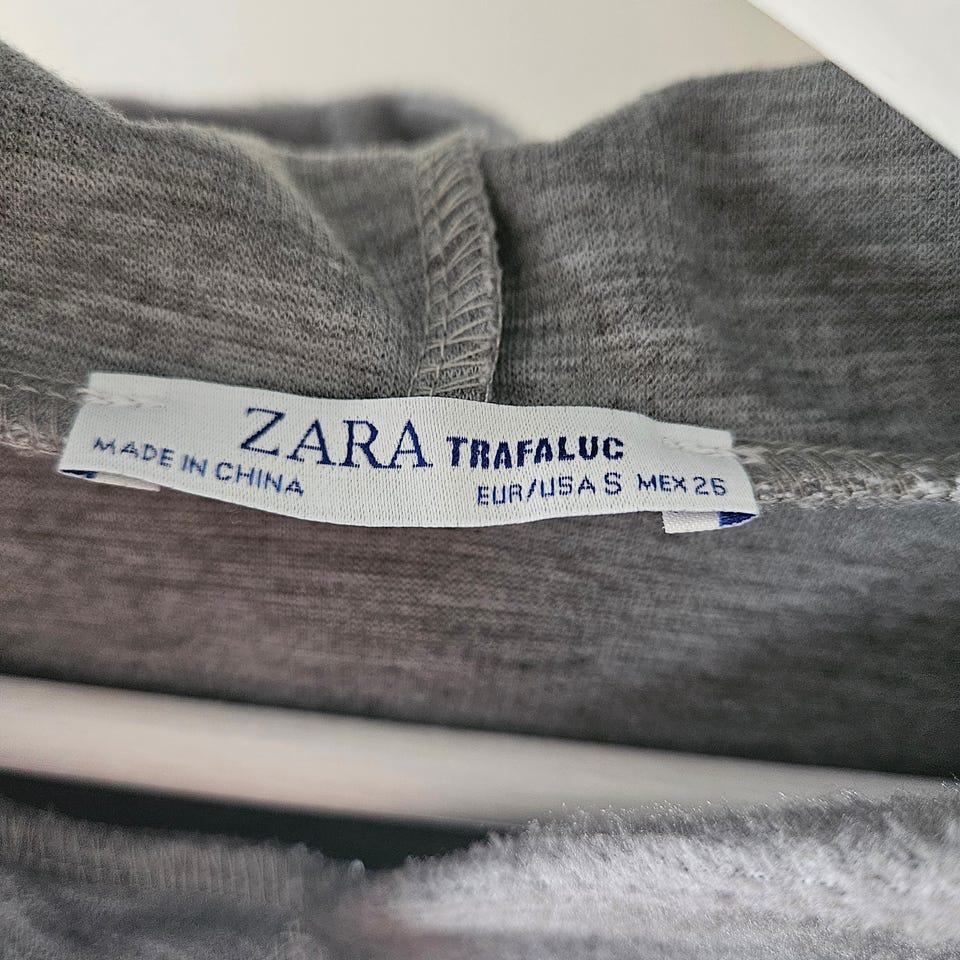 ZARA TRAFALUC
MADE IN CHINA EUR/USA S MEX 26